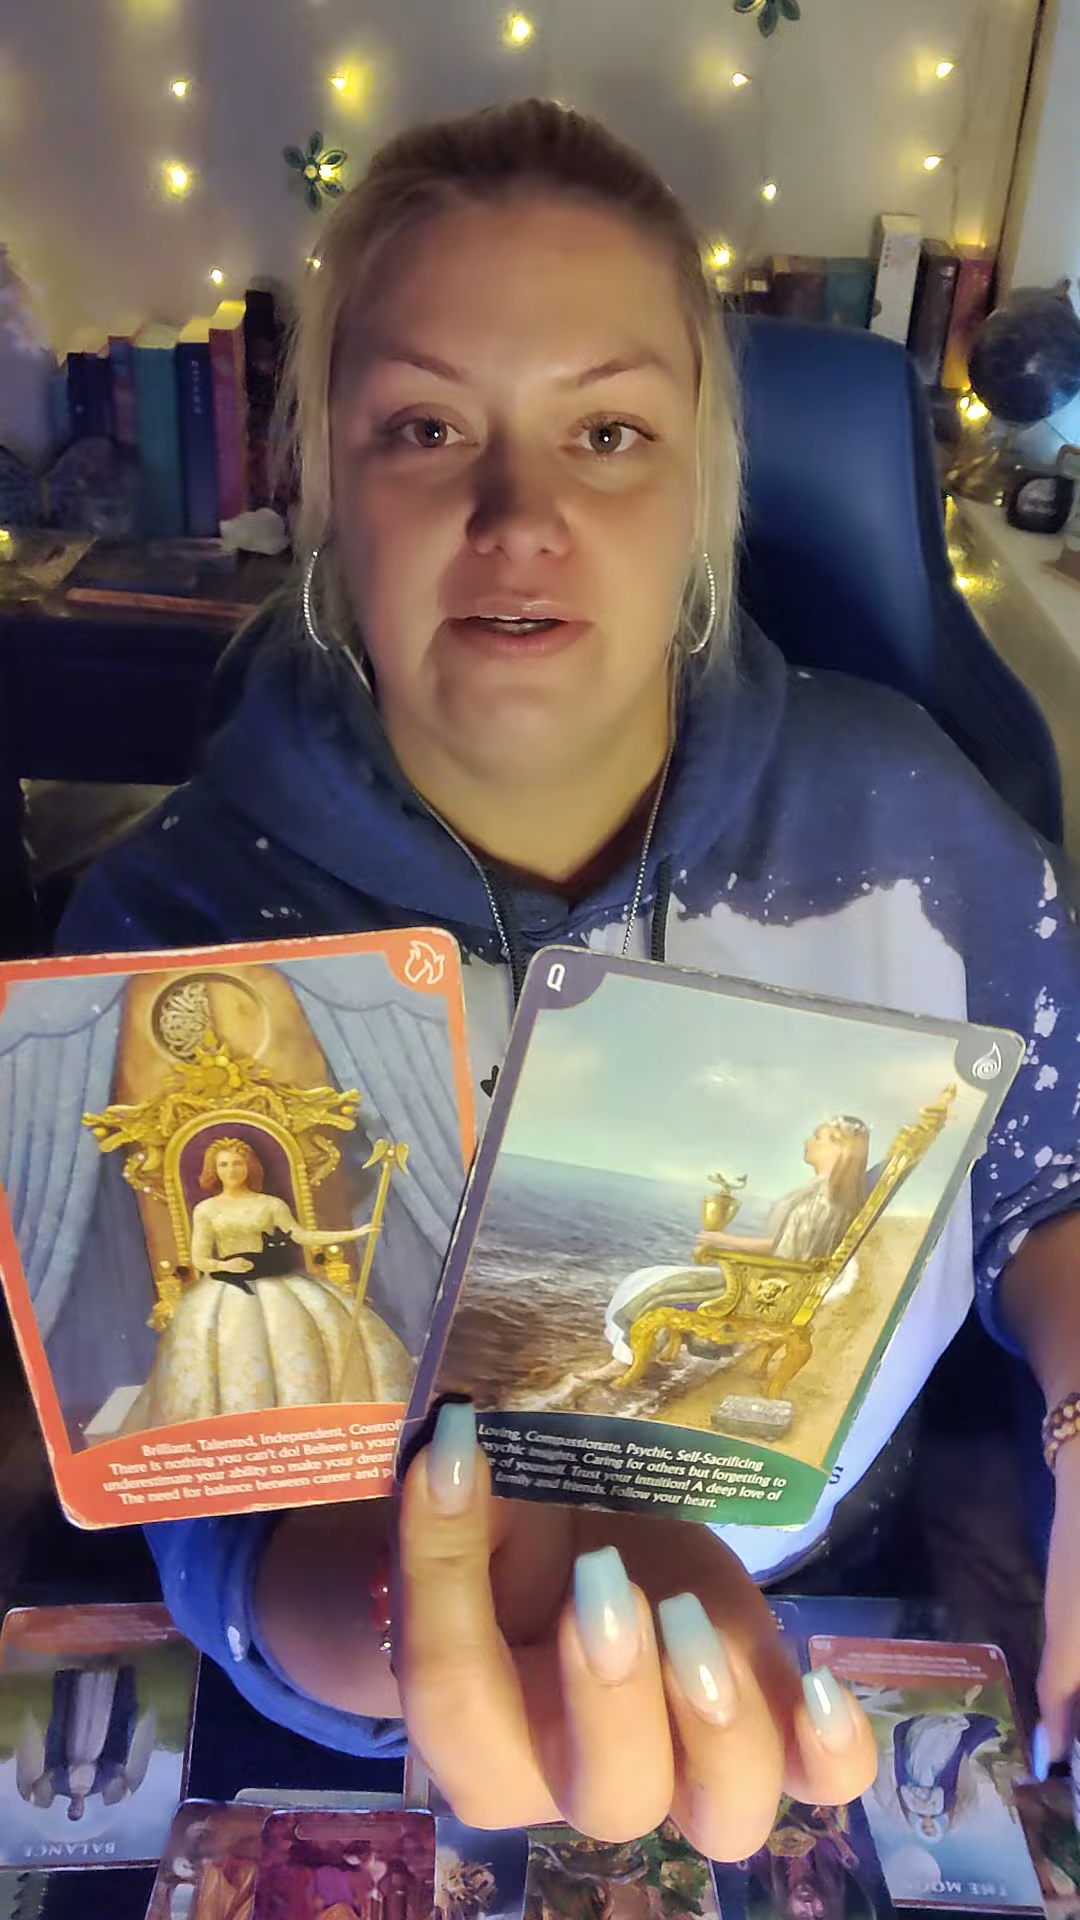 Brilliant, Talented, Independent,
There is nothing you can't do! Believe in your
underestimate your ability to make your
The need for balance between career and
Q
Loving, Compassionate, Psychic, Self-Sacrificing
psychic insights. Caring for others but forgetting to
of yourself. Trust your intuition! A deep love of
family and friends. Follow your heart.
BALANCE
THE MOON